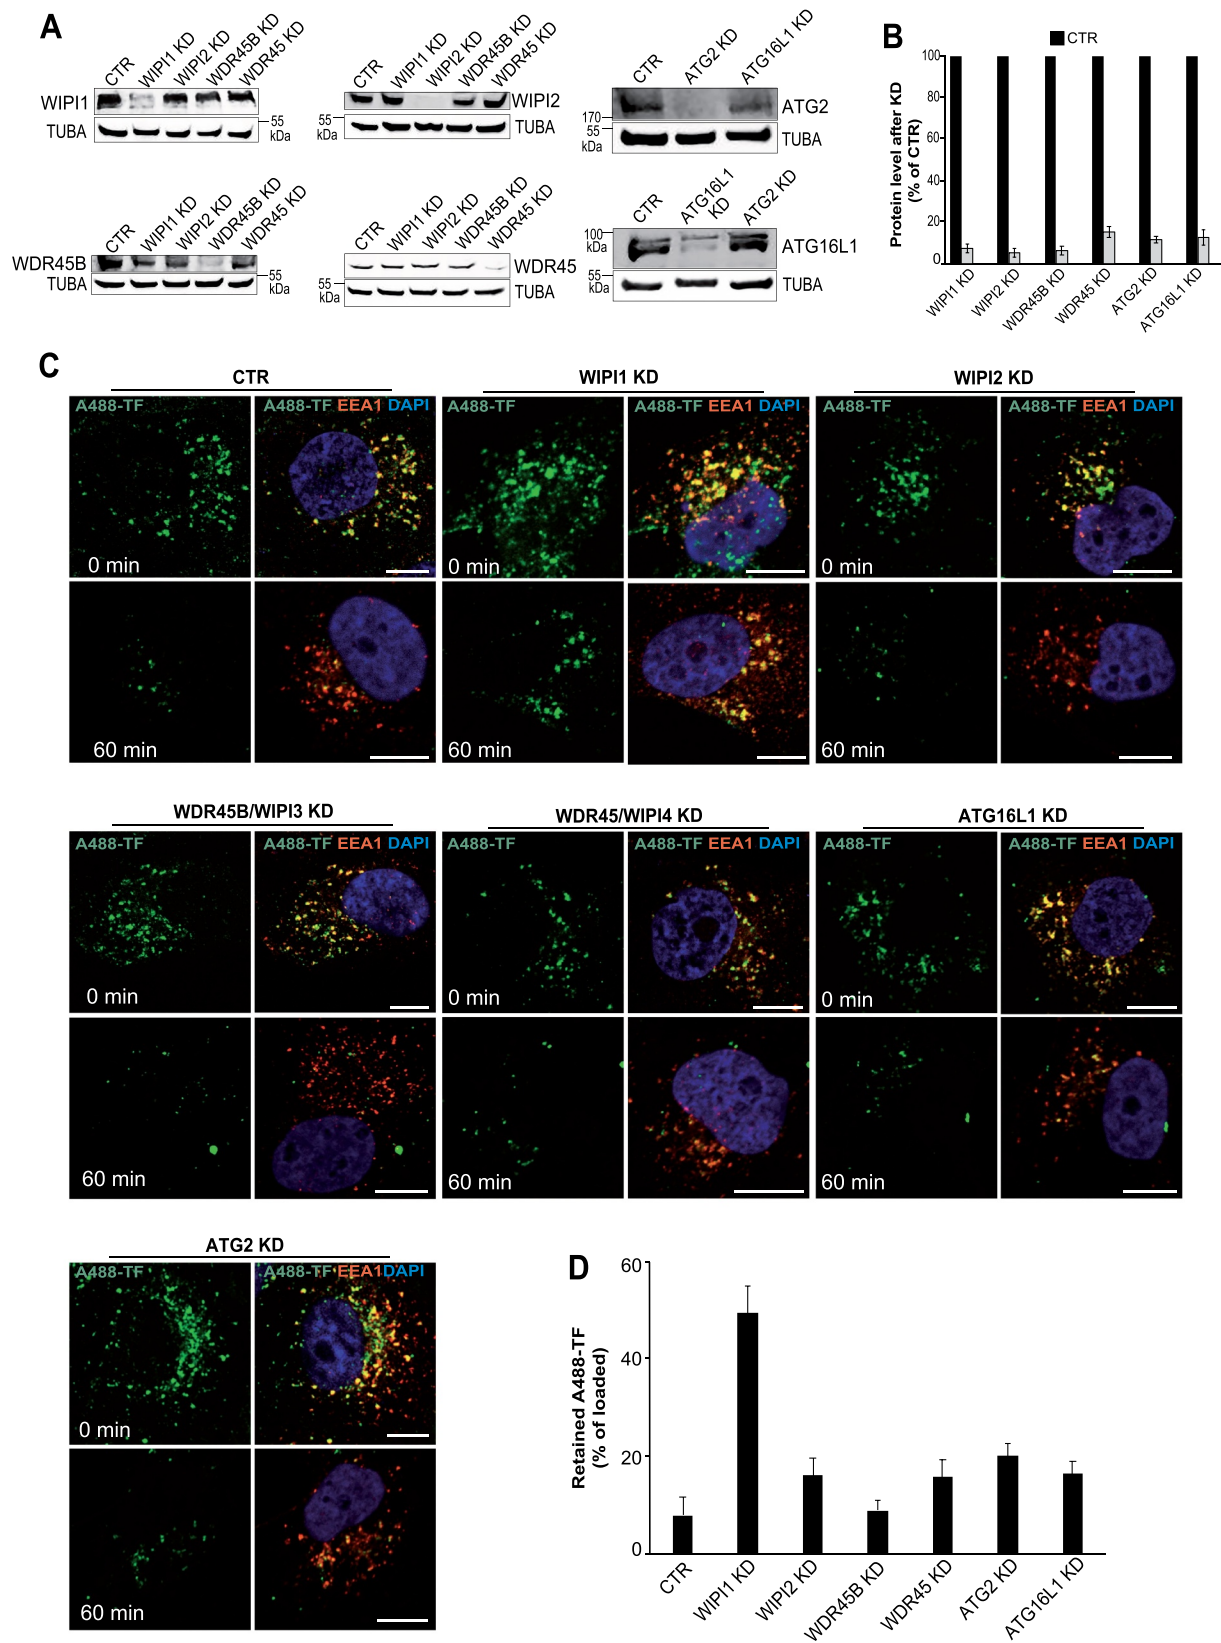 A
CTR WIPI1 KD WIPI2 KD WDR45B KD WDR45 KD
WIPI1
TUBA
55
kDa
CTR WIPI1 KD WIPI2 KD WDR45B KD WDR45 KD
WIPI2
TUBA
55
kDa
CTR ATG2 KD ATG16L1 KD
ATG2
170
55
kDa
TUBA
CTR WIPI1 KD WIPI2 KD WDR45B KD WDR45 KD
WDR45B
TUBA
55
kDa
CTR WIPI1 KD WIPI2 KD WDR45B KD WDR45 KD
WDR45
TUBA
55
kDa
CTR ATG16L1 KD ATG2 KD
100
kDa
ATG16L1
55
kDa
TUBA
B
CTR
Protein level after KD
(% of CTR)
100
80
60
40
20
0
WIPI1 KD WIPI2 KD WDR45B KD WDR45 KD ATG2 KD ATG16L1 KD
C
CTR
WIPI1 KD
WIPI2 KD
A488-TF A488-TF EEA1 DAPI
A488-TF A488-TF EEA1 DAPI
A488-TF A488-TF EEA1 DAPI
0 min
0 min
0 min
60 min
60 min
60 min
WDR45B/WIPI3 KD
WDR45/WIPI4 KD
ATG16L1 KD
A488-TF A488-TF EEA1 DAPI
A488-TF A488-TF EEA1 DAPI
A488-TF A488-TF EEA1 DAPI
0 min
0 min
0 min
60 min
60 min
60 min
ATG2 KD
A488-TF A488-TF EEA1DAPI
0 min
60 min
D
Retained A488-TF
(% of loaded)
60
40
20
0
CTR WIPI1 KD WIPI2 KD WDR45B KD WDR45 KD ATG2 KD ATG16L1 KD